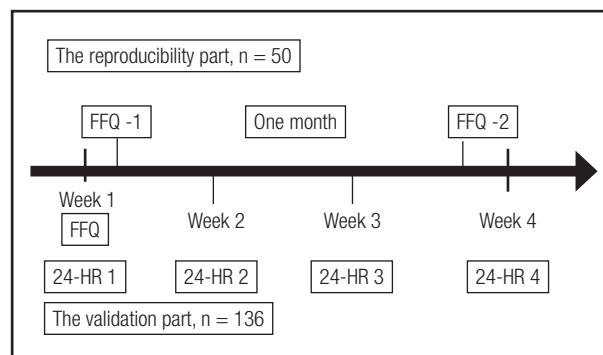 The reproducibility part, n = 50
FFQ -1
One month
FFQ -2
Week 1
Week 2
Week 3
Week 4
FFQ
24-HR 1
24-HR 2
24-HR 3
24-HR 4
The validation part, n = 136